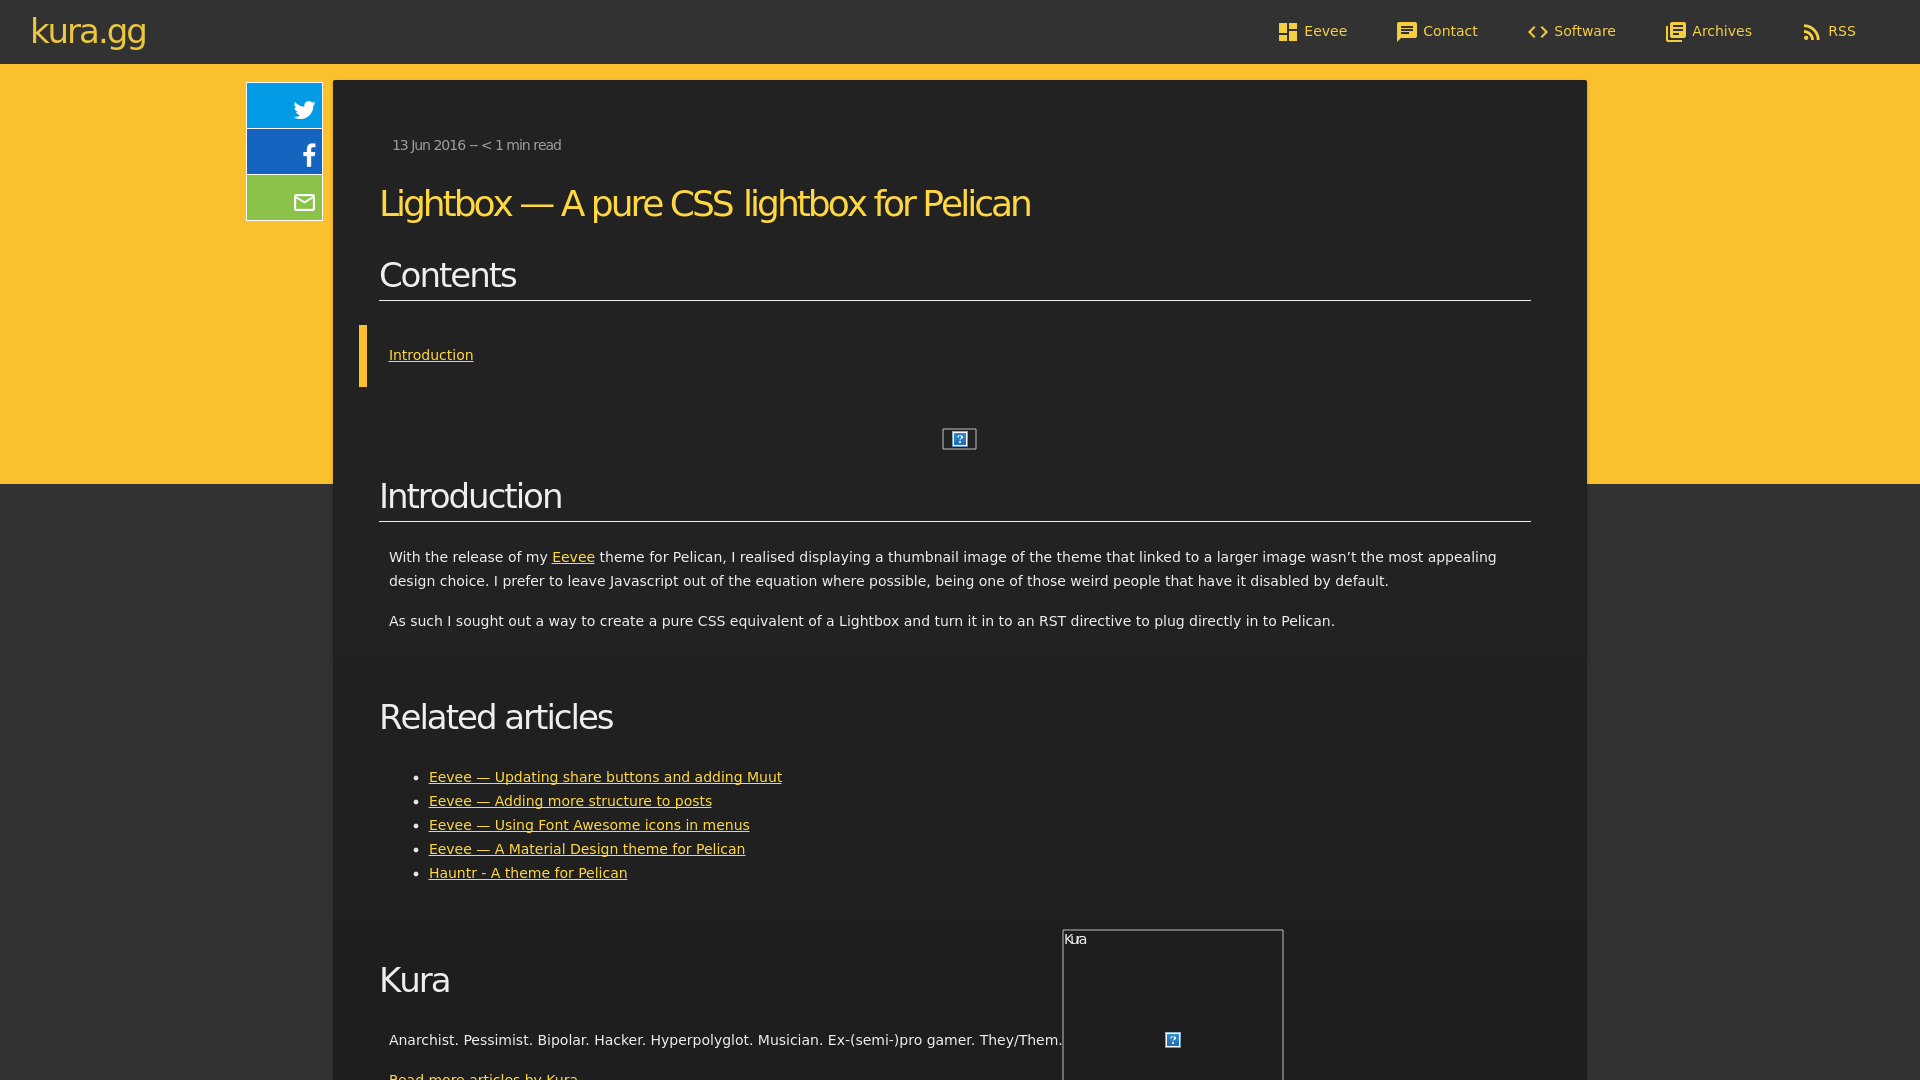 kura.gg
Eevee
Contact
Software
Archives
RSS
13 Jun 2016 -- < 1 min read
Lightbox — A pure CSS lightbox for Pelican
Contents
Introduction
Introduction
With the release of my Eevee theme for Pelican, I realised displaying a thumbnail image of the theme that linked to a larger image wasn’t the most appealing
design choice. I prefer to leave Javascript out of the equation where possible, being one of those weird people that have it disabled by default.
As such I sought out a way to create a pure CSS equivalent of a Lightbox and turn it in to an RST directive to plug directly in to Pelican.
Related articles
Eevee — Updating share buttons and adding Muut
Eevee — Adding more structure to posts
Eevee — Using Font Awesome icons in menus
Eevee — A Material Design theme for Pelican
Hauntr - A theme for Pelican
Kura
Kura
Anarchist. Pessimist. Bipolar. Hacker. Hyperpolyglot. Musician. Ex-(semi-)pro gamer. They/Them.
Read more articles by Kura